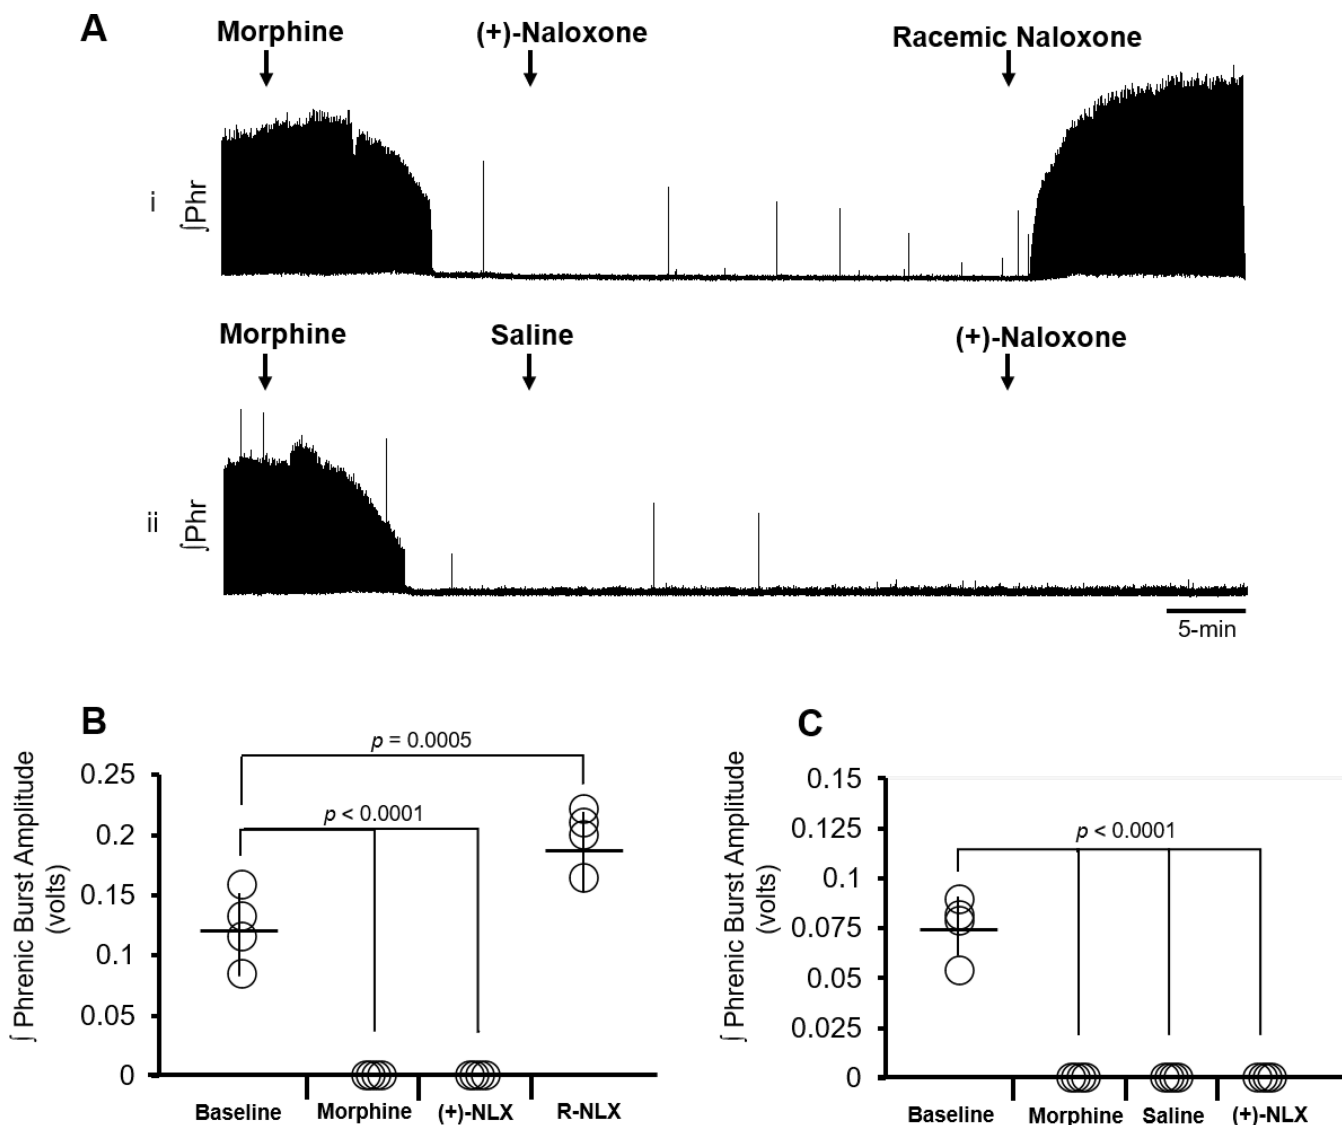 A
Morphine
(+)-Naloxone
Racemic Naloxone
i
∫Phr
Morphine
Saline
(+)-Naloxone
ii
∫Phr
5-min
B
∫ Phrenic Burst Amplitude
(volts)
p = 0.0005
p < 0.0001
0.25
0.2
0.15
0.1
0.05
0
Baseline
Morphine
(+)-NLX
R-NLX
C
∫ Phrenic Burst Amplitude
(volts)
p < 0.0001
0.15
0.125
0.1
0.075
0.05
0.025
0
Baseline
Morphine
Saline
(+)-NLX